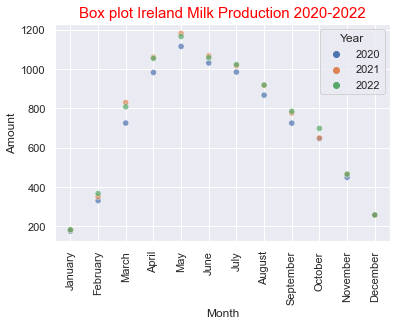 Box plot Ireland Milk Production 2020-2022
Year
2020
2021
2022
Amount
1200
1000
800
600
400
200
January
February
March
April
May
June
July
August
September
October
November
December
Month